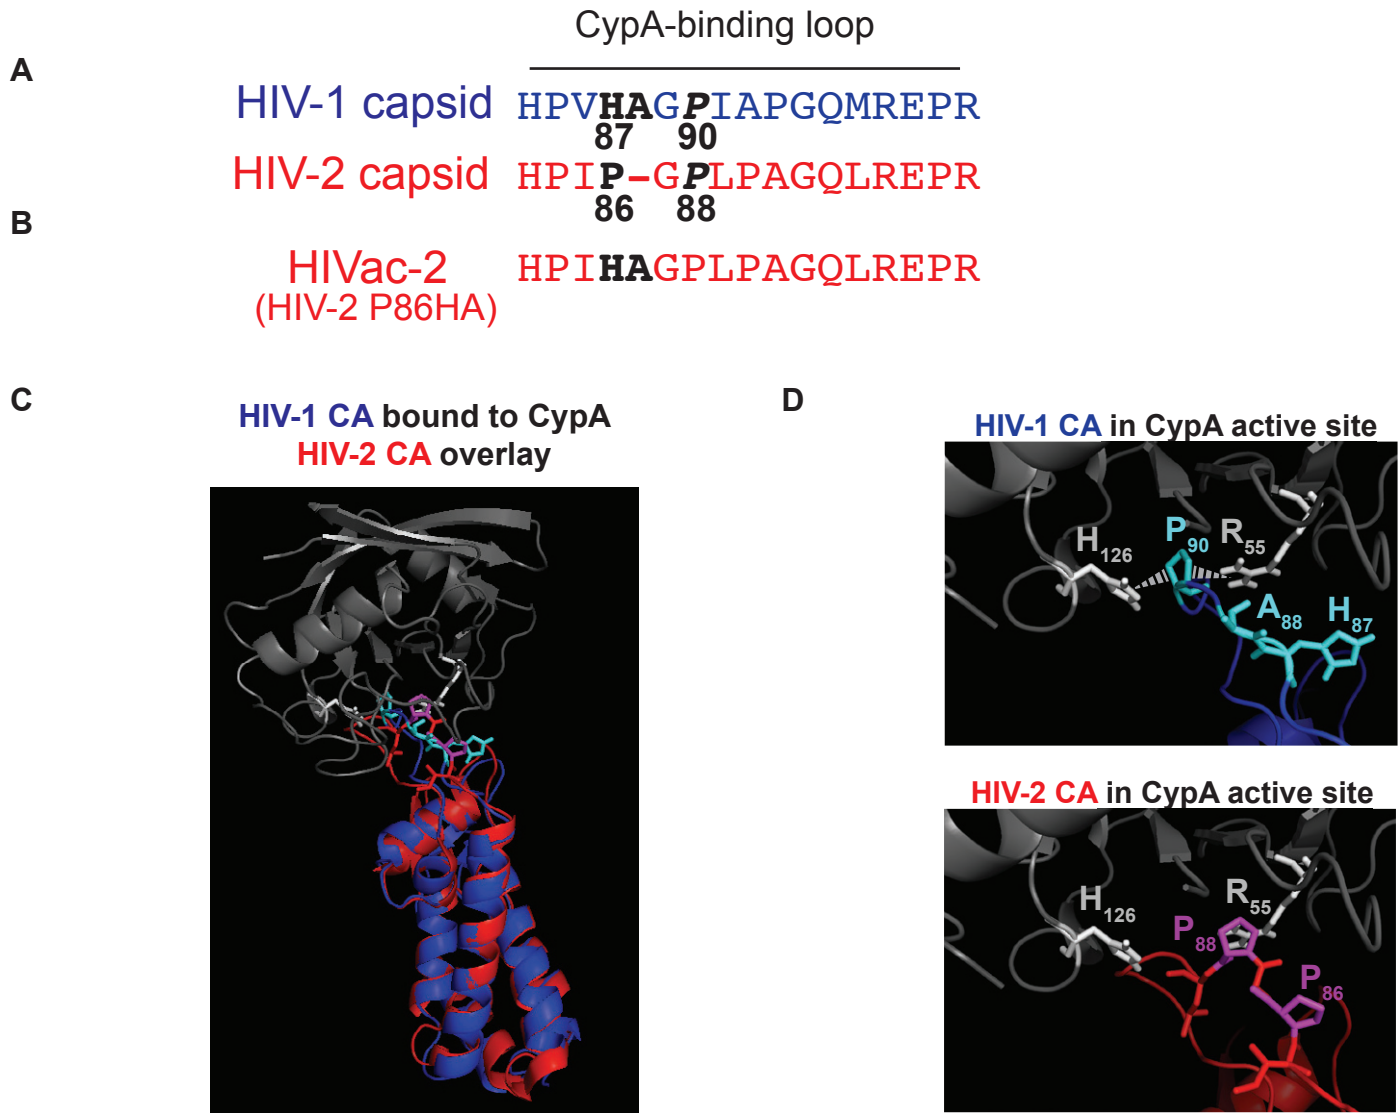 CypA-binding loop
A
HIV-1 capsid HPVHAGPIAPGQMREPR
87 90
HIV-2 capsid HPIP–GPLPAGQLREPR
86 88
B
HIVac-2 HPIHAGPLPAGQLREPR
(HIV-2 P86HA)
C
HIV-1 CA bound to CypA
HIV-2 CA overlay
D
HIV-1 CA in CypA active site
H126 P90 R55
A88 H87
HIV-2 CA in CypA active site
H126 R55
P88
P86